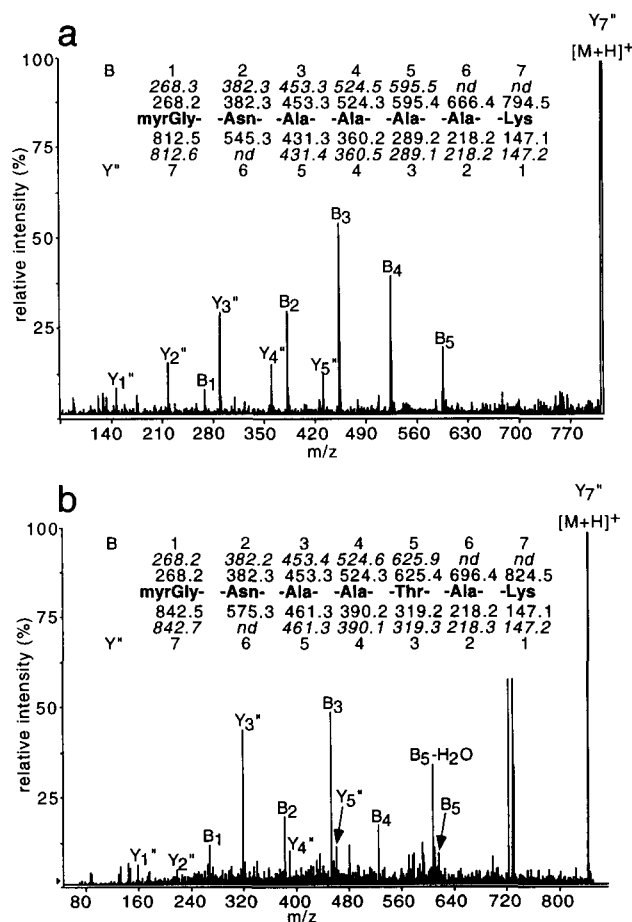 a
Y7"
[M+H]+
B 1 2 3 4 5 6 7
268.3 382.3 453.3 524.5 595.5 nd nd
268.2 382.3 453.3 524.3 595.4 666.4 794.5
myrGly- -Asn- -Ala- -Ala- -Ala- -Ala- -Lys
812.5 545.3 431.3 360.2 289.2 218.2 147.1
812.6 nd 431.4 360.5 289.1 218.2 147.2
Y" 7 6 5 4 3 2 1
relative intensity (%)
100
75
50
25
Y1"
Y2"
B1
Y3"
Y4"
B2
Y5"
B3
B4
B5
140 210 280 350 420 490 560 630 700 770
m/z
b
Y7"
[M+H]+
B 1 2 3 4 5 6 7
268.2 382.2 453.4 524.6 625.9 nd nd
268.2 382.3 453.3 524.3 625.4 696.4 824.5
myrGly- -Asn- -Ala- -Ala- -Thr- -Ala- -Lys
842.5 575.3 461.3 390.2 319.2 218.2 147.1
842.7 nd 461.3 390.1 319.3 218.3 147.2
Y" 7 6 5 4 3 2 1
relative intensity (%)
100
75
50
25
Y1"
Y2"
B1
Y3"
B2
Y4"
B3
Y5"
B4
B5-H2O
B5
80 160 240 320 400 480 560 640 720 800
m/z